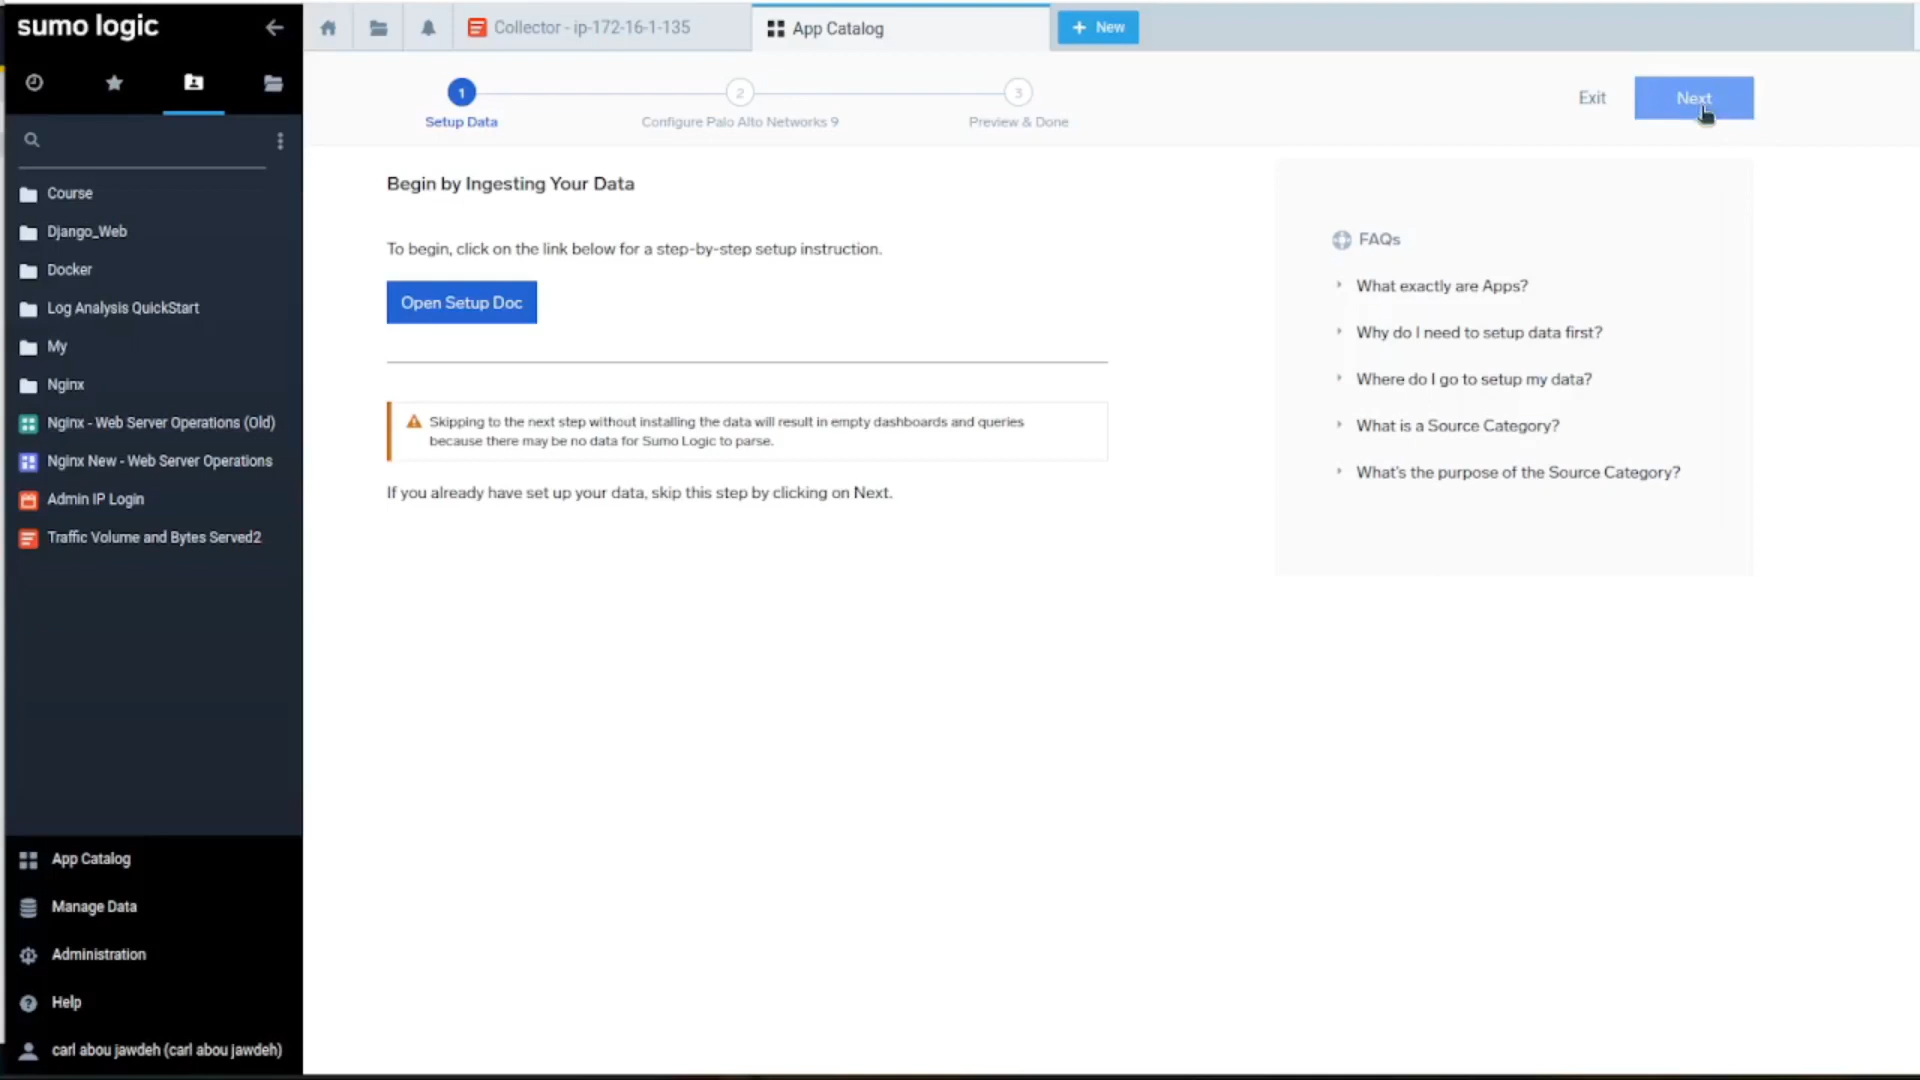 sumo logic
Collector - ip-172-16-1-135
App Catalog
+ New
1
2
3
Setup Data
Configure Palo Alto Networks 9
Preview & Done
Exit
Next
Course
Django_Web
Docker
Log Analysis QuickStart
My
Nginx
Nginx - Web Server Operations (Old)
Nginx New - Web Server Operations
Admin IP Login
Traffic Volume and Bytes Served2
App Catalog
Manage Data
Administration
Help
carl abou jawdeh (carl abou jawdeh)
Begin by Ingesting Your Data
To begin, click on the link below for a step-by-step setup instruction.
Open Setup Doc
Skipping to the next step without installing the data will result in empty dashboards and queries
because there may be no data for Sumo Logic to parse.
If you already have set up your data, skip this step by clicking on Next.
FAQs
What exactly are Apps?
Why do I need to setup data first?
Where do I go to setup my data?
What is a Source Category?
What's the purpose of the Source Category?